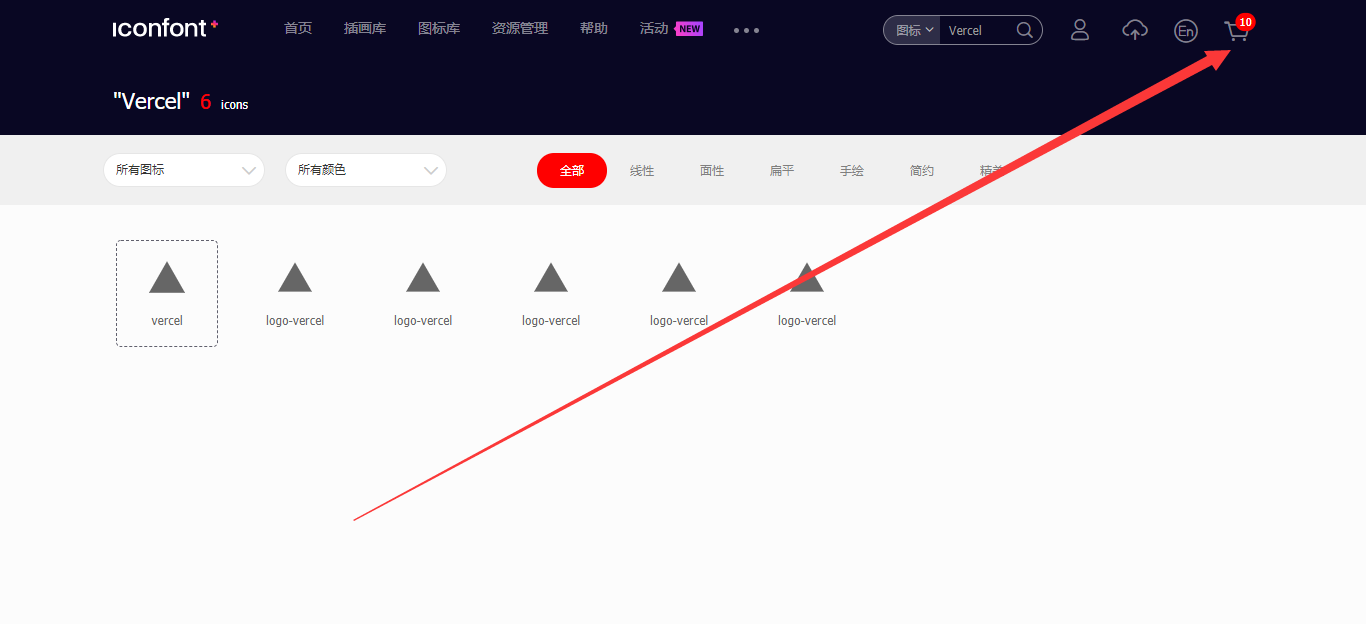 iconfont+
首页 插画库 图标库 资源管理 帮助 活动 NEW
图标 Vercel
En
10
"Vercel" 6 icons
所有图标 所有颜色 全部 线性 面性 扁平 手绘 简约 精美
vercel logo-vercel logo-vercel logo-vercel logo-vercel logo-vercel